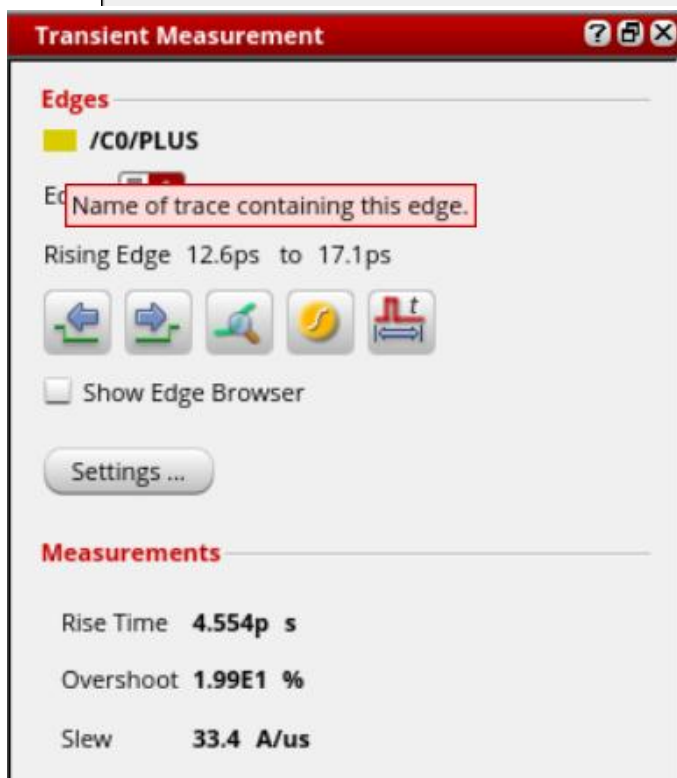 Transient Measurement
Edges
/C0/PLUS
Name of trace containing this edge.
Rising Edge 12.6ps to 17.1ps
t
Show Edge Browser
Settings ...
Measurements
Rise Time 4.554p s
Overshoot 1.99E1 %
Slew 33.4 A/us